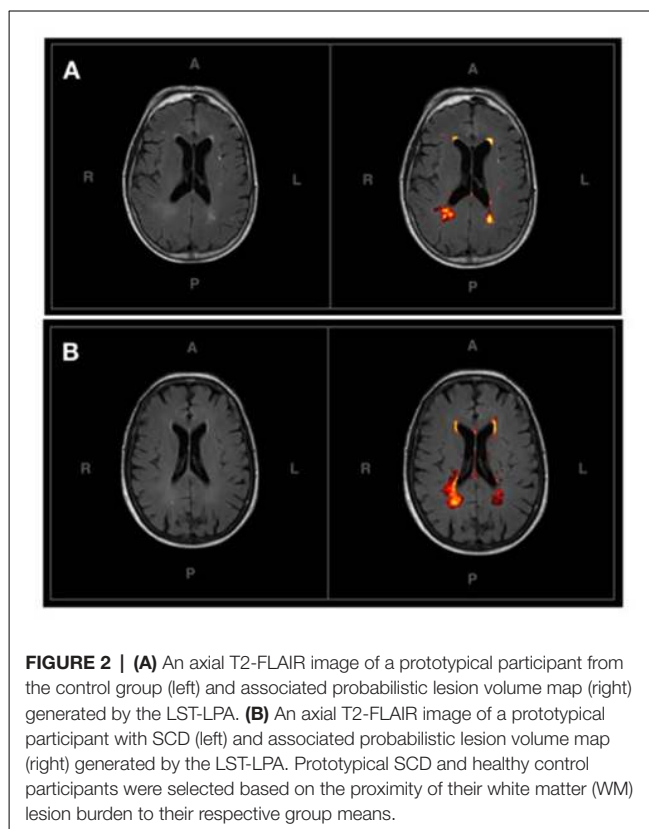 A
A
A
R
L
R
L
P
P
B
A
A
R
L
R
L
P
P
FIGURE 2 | (A) An axial T2-FLAIR image of a prototypical participant from
the control group (left) and associated probabilistic lesion volume map (right)
generated by the LST-LPA. (B) An axial T2-FLAIR image of a prototypical
participant with SCD (left) and associated probabilistic lesion volume map
(right) generated by the LST-LPA. Prototypical SCD and healthy control
participants were selected based on the proximity of their white matter (WM)
lesion burden to their respective group means.